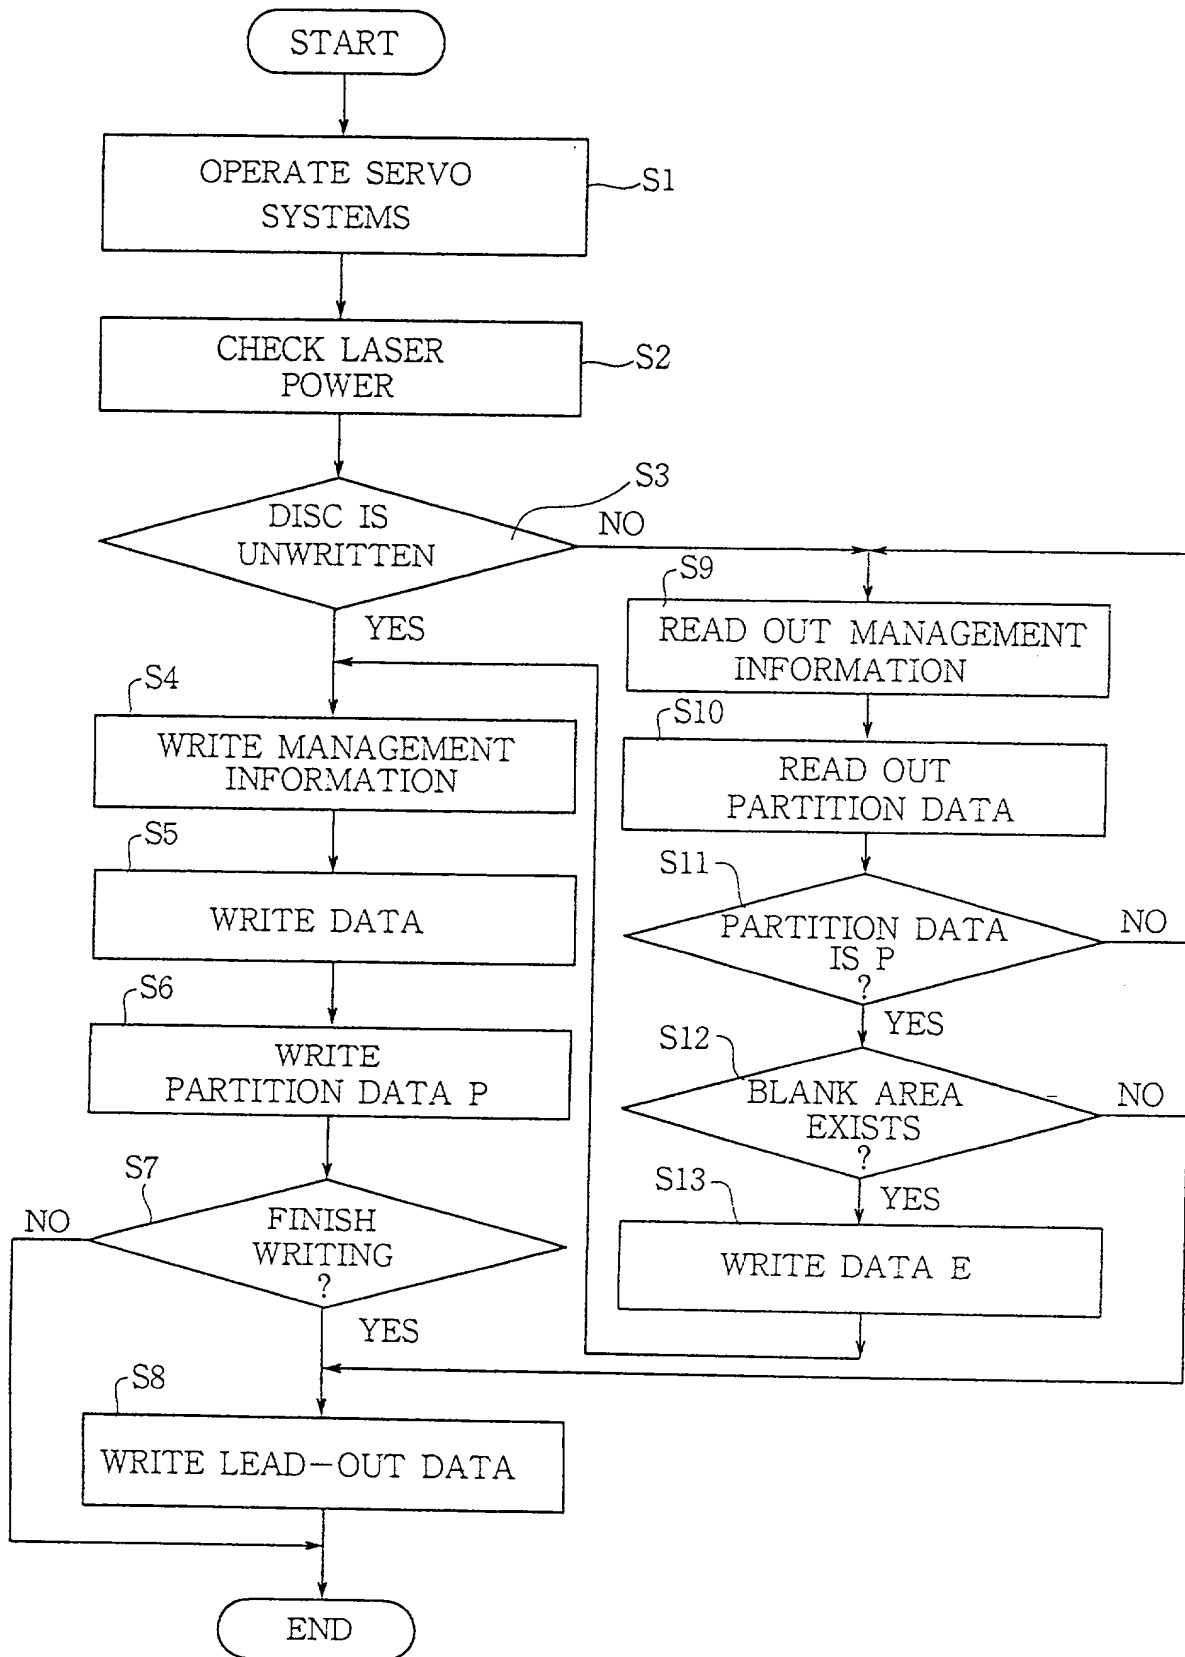 START
OPERATE SERVO
SYSTEMS
S1
CHECK LASER
POWER
S2
S3
DISC IS
UNWRITTEN
NO
YES
S4
WRITE MANAGEMENT
INFORMATION
S5
WRITE DATA
S6
WRITE
PARTITION DATA P
S7
NO
FINISH
WRITING
?
YES
S8
WRITE LEAD-OUT DATA
END
S9
READ OUT MANAGEMENT
INFORMATION
S10
READ OUT
PARTITION DATA
S11
PARTITION DATA
IS P
?
NO
YES
S12
BLANK AREA
EXISTS
?
NO
YES
S13
WRITE DATA E